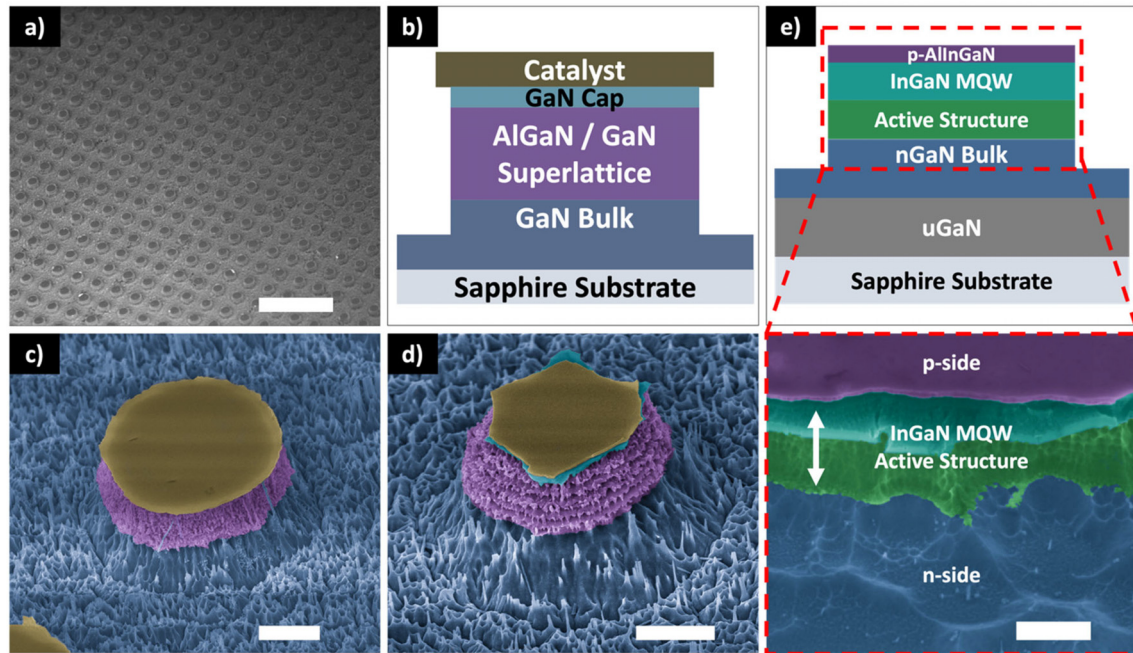 a)
b)
Catalyst
GaN Cap
AlGaN / GaN
Superlattice
GaN Bulk
Sapphire Substrate
e)
p-AlInGaN
InGaN MQW
Active Structure
nGaN Bulk
uGaN
Sapphire Substrate
c)
d)
p-side
InGaN MQW
Active Structure
n-side